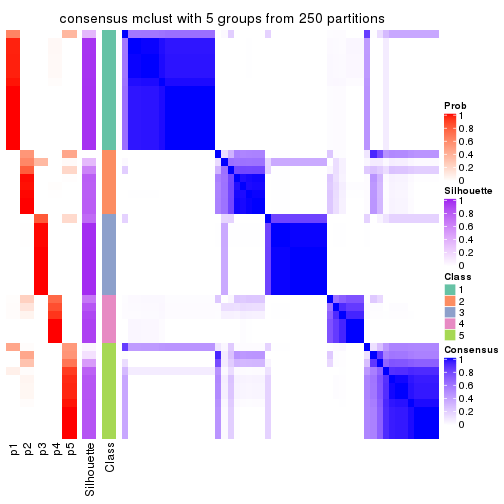 consensus mclust with 5 groups from 250 partitions
Prob
1
0.8
0.6
0.4
0.2
0
Silhouette
1
0.8
0.6
0.4
0.2
0
Class
1
2
3
4
5
Consensus
1
0.8
0.6
0.4
0.2
0
p1
p2
p3
p4
p5
Silhouette
Class